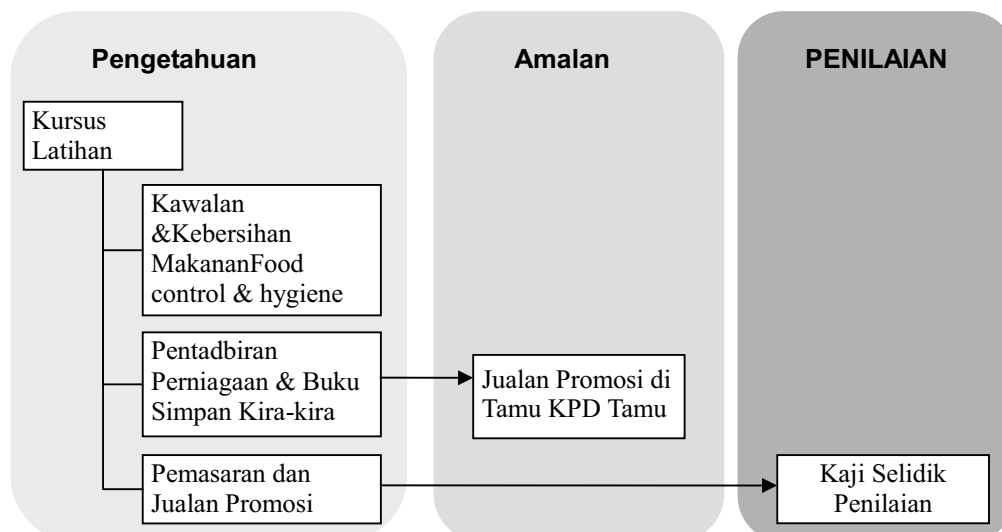 Pengetahuan
Amalan
PENILAIAN
Kursus
Latihan
Kawalan
&Kebersihan
MakananFood
control & hygiene
Pentadbiran
Perniagaan & Buku
Simpan Kira-kira
Jualan Promosi di
Tamu KPD Tamu
Pemasaran dan
Jualan Promosi
Kaji Selidik
Penilaian